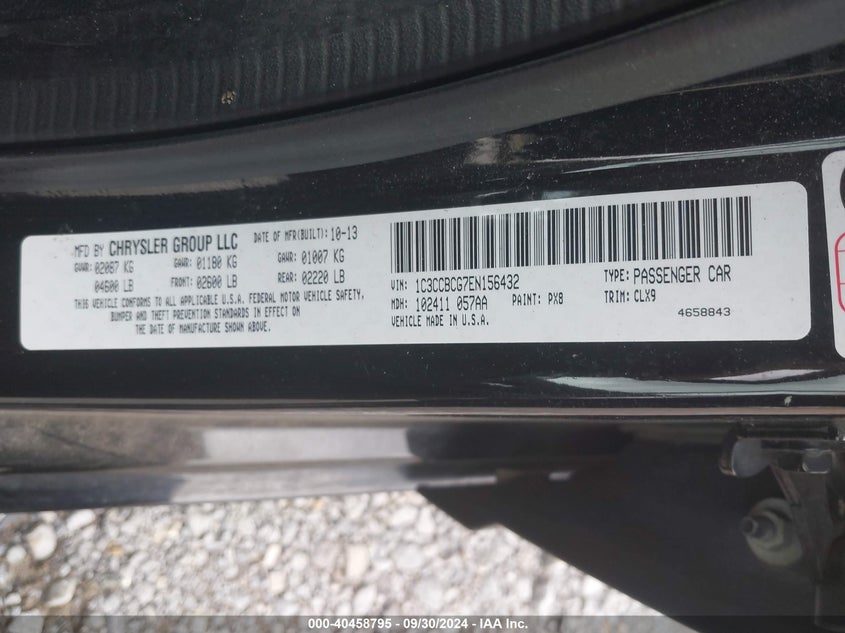 MFD BY CHRYSLER GROUP LLC DATE OF MFR(BUILT): 10-13
GVWR: 02087 KG GAWR: 01180 KG GAWR: 01007 KG
04600 LB FRONT: 02600 LB REAR: 02220 LB
THIS VEHICLE CONFORMS TO ALL APPLICABLE U.S.A. FEDERAL MOTOR VEHICLE SAFETY,
BUMPER AND THEFT PREVENTION STANDARDS IN EFFECT ON
THE DATE OF MANUFACTURE SHOWN ABOVE.
VIN: 1C3CCBCG7EN156432 TYPE: PASSENGER CAR
MDH: 102411 057AA PAINT: PX8 TRIM: CLX9
VEHICLE MADE IN U.S.A. 4658843
000-40458795 - 09/30/2024 - IAA Inc.